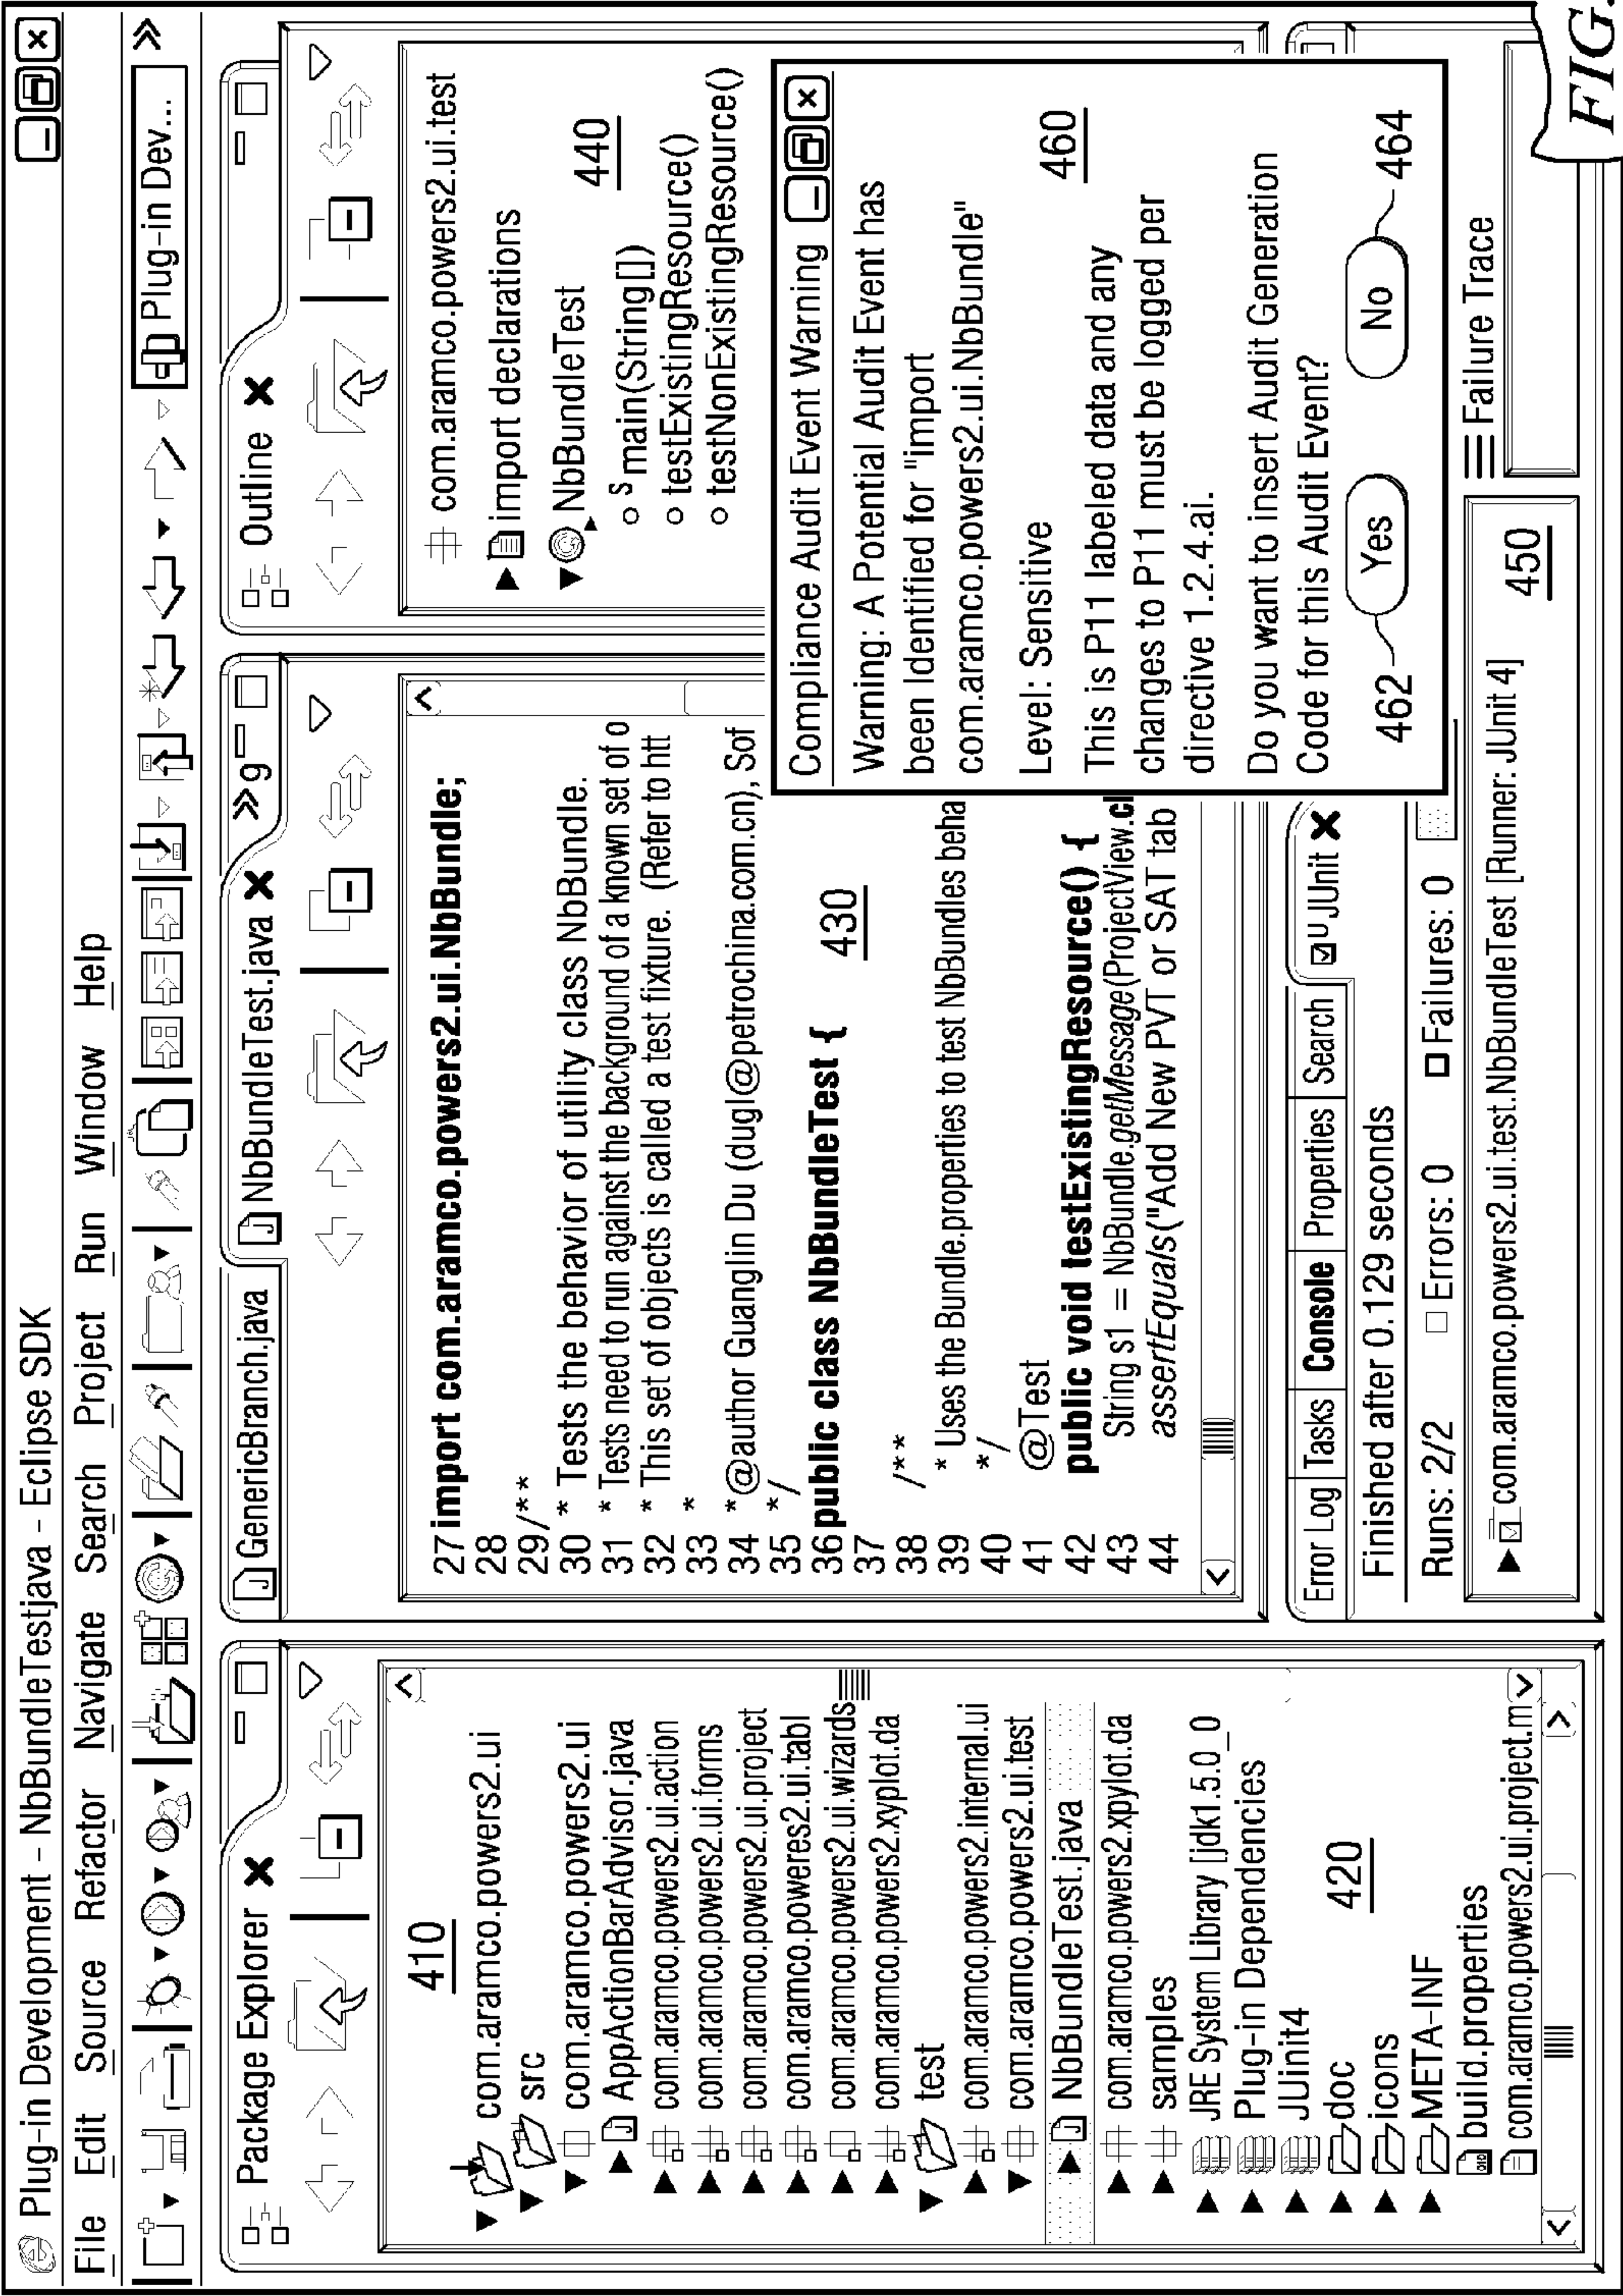 Plug-in Development - NbBundleTestjava - Eclipse SDK
File Edit Source Refactor Navigate Search Project Run Window Help
Plug-in Dev...
Package Explorer
410
com.aramco.powers2.ui
src
com.aramco.powers2.ui
AppActionBarAdvisor.java
com.aramco.powers2.ui.action
com.aramco.powers2.ui.forms
com.aramco.powers2.ui.project
com.aramco.poweres2.ui.tabl
com.aramco.powers2.ui.wizards
com.aramco.powers2.xyplot.da
test
com.aramco.powers2.internal.ui
com.aramco.powers2.ui.test
NbBundleTest.java
com.aramco.powers2.xpylot.da
samples
JRE System Library [jdk1.5.0_0
Plug-in Dependencies
JUinit4
doc
420
icons
META-INF
build.properties
com.aramco.powers2.ui.project.m
GenericBranch.java NbBundleTest.java 9
27 import com.aramco.powers2.ui.NbBundle;
28
29 /**
30 * Tests the behavior of utility class NbBundle.
31 * Tests need to run against the background of a known set of o
32 * This set of objects is called a test fixture. (Refer to htt
33 *
34 * @author Guanglin Du (dugl@petrochina.com.cn), Sof
35 */
36 public class NbBundleTest {
430
37
38 /**
39 * Uses the Bundle.properties to test NbBundles beha
40 */
41 @Test
42 public void testExistingResource() {
43 String s1 = NbBundle.getMessage(ProjectView.cl
44 assertEquals("Add New PVT or SAT tab
Outline
com.aramco.powers2.ui.test
import declarations
NbBundleTest
440
S main(String[])
testExistingResource()
testNonExistingResource()
Compliance Audit Event Warning
Warning: A Potential Audit Event has
been Identified for "import
com.aramco.powers2.ui.NbBundle"
Level: Sensitive
460
This is P11 labeled data and any
changes to P11 must be logged per
directive 1.2.4.ai.
Do you want to insert Audit Generation
Code for this Audit Event?
462 Yes No 464
Error Log Tasks Console Properties Search JUnit
Finished after 0.129 seconds
Runs: 2/2 Errors: 0 Failures: 0
com.aramco.powers2.ui.test.NbBundleTest [Runner: JUnit 4]
450
Failure Trace
FIG.